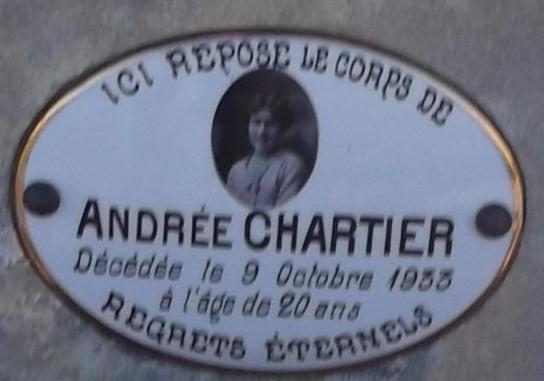 ICI REPOSE LE CORPS DE
ANDRÉE CHARTIER
Décédée le 9 Octobre 1933
à l'âge de 20 ans
REGRETS ÉTERNELS